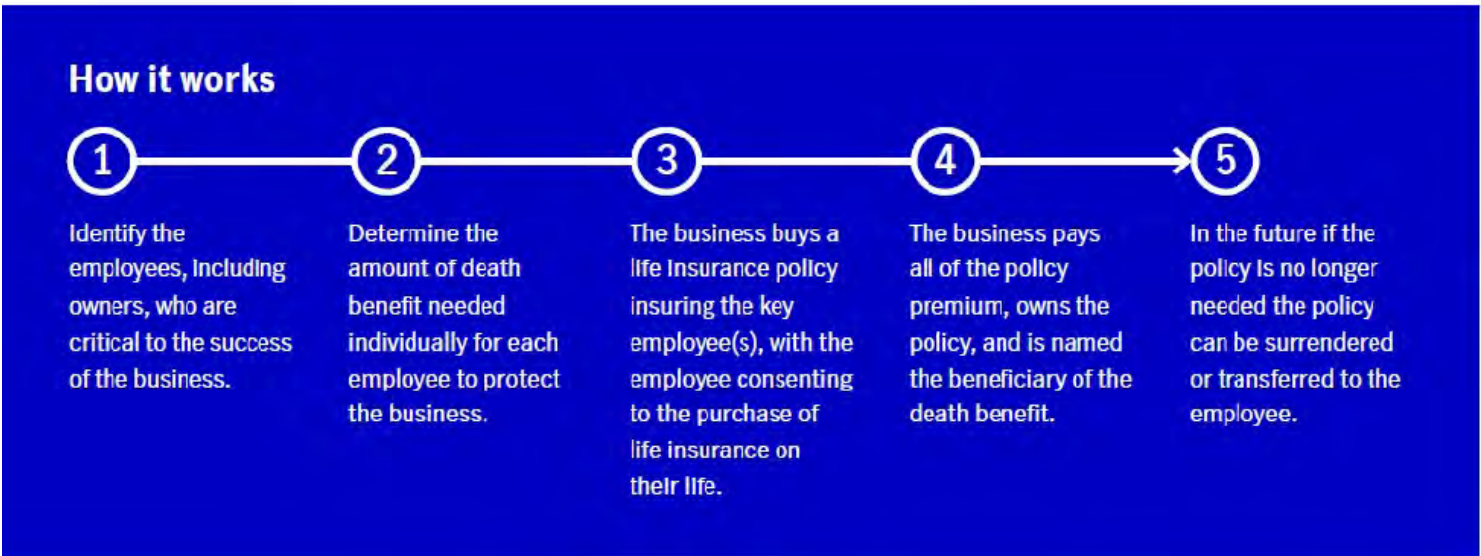 How it works
1
2
3
4
5
Identify the
employees, including
owners, who are
critical to the success
of the business.
Determine the
amount of death
benefit needed
individually for each
employee to protect
the business.
The business buys a
life insurance policy
insuring the key
employee(s), with the
employee consenting
to the purchase of
life insurance on
their life.
The business pays
all of the policy
premium, owns the
policy, and is named
the beneficiary of the
death benefit.
In the future if the
policy is no longer
needed the policy
can be surrendered
or transferred to the
employee.